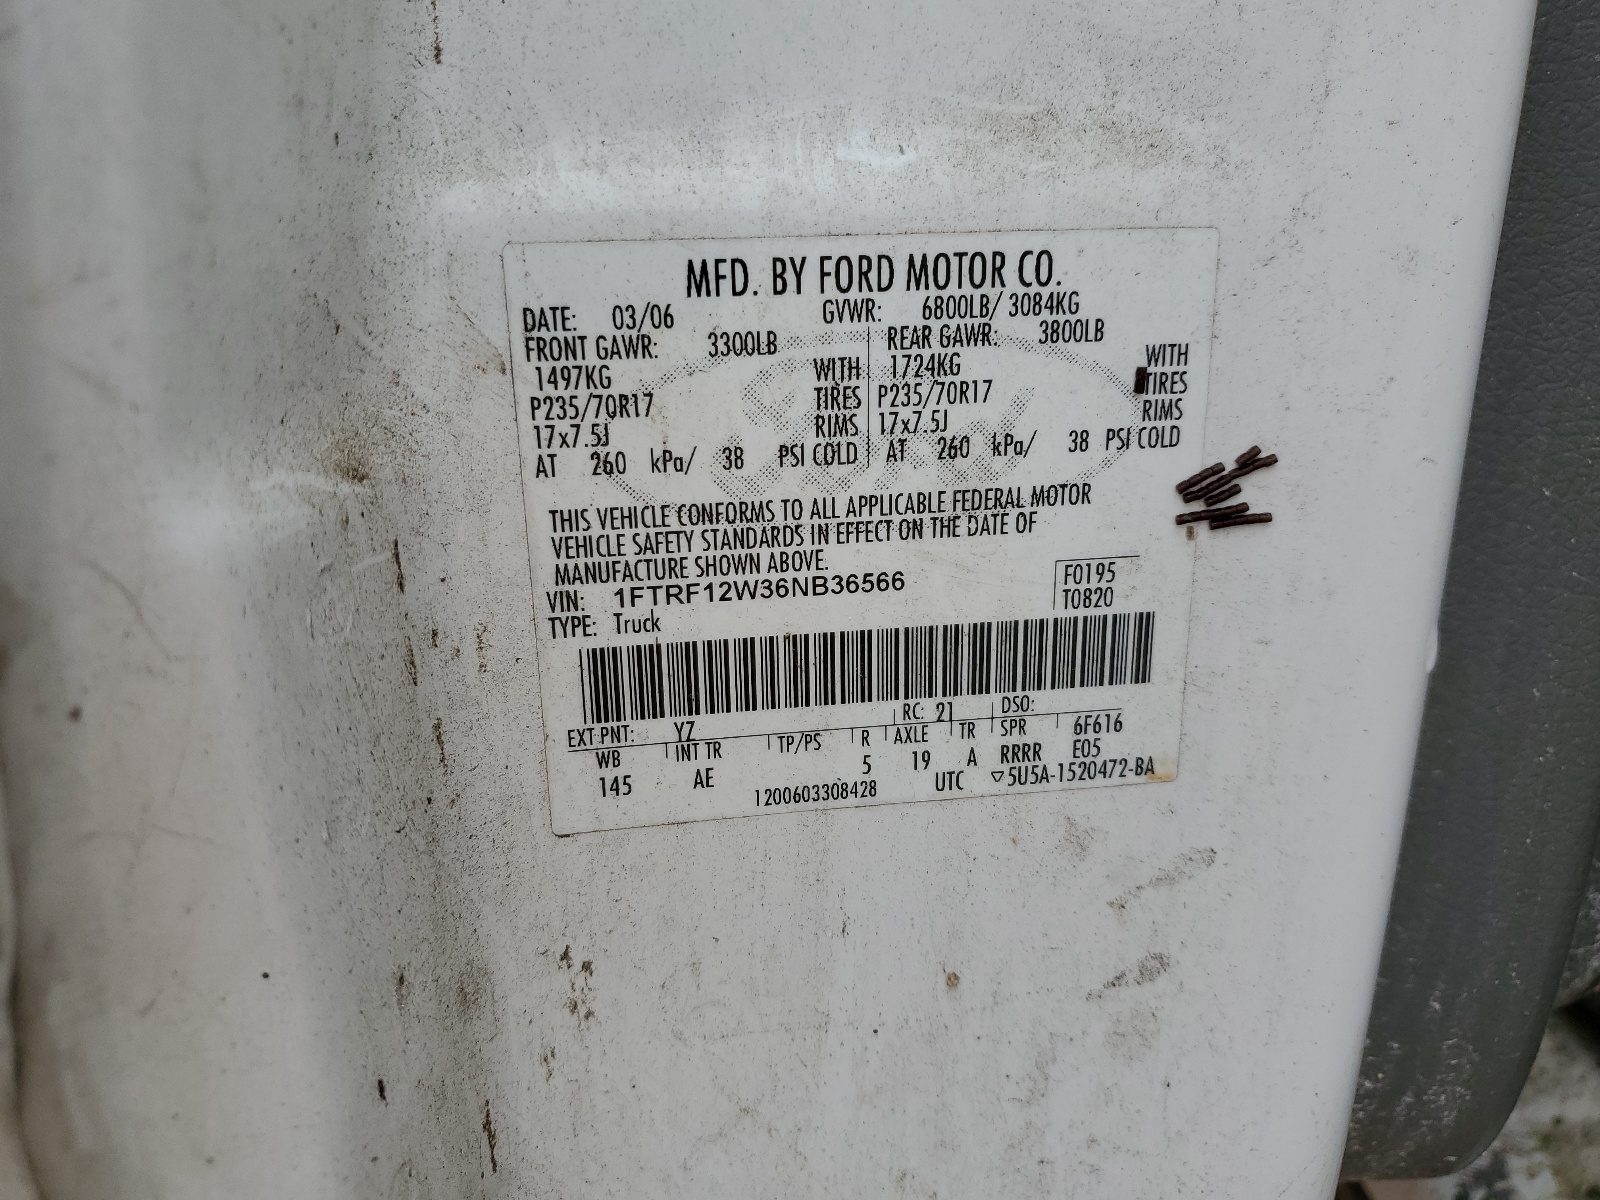 MFD. BY FORD MOTOR CO.
DATE: 03/06 GVWR: 6800LB/ 3084KG
FRONT GAWR: 3300LB REAR GAWR: 3800LB
1497KG WITH 1724KG WITH
P235/70R17 TIRES P235/70R17 TIRES
17x7.5J RIMS 17x7.5J RIMS
AT 260 kPa/ 38 PSI COLD AT 260 kPa/ 38 PSI COLD
THIS VEHICLE CONFORMS TO ALL APPLICABLE FEDERAL MOTOR
VEHICLE SAFETY STANDARDS IN EFFECT ON THE DATE OF
MANUFACTURE SHOWN ABOVE.
VIN: 1FTRF12W36NB36566 F0195
TYPE: Truck T0820
EXT PNT: YZ RC: 21 DSO:
WB INT TR TP/PS R AXLE TR SPR 6F616
145 AE 5 19 A RRRR E05
1200603308428 UTC ▽5U5A-1520472-BA